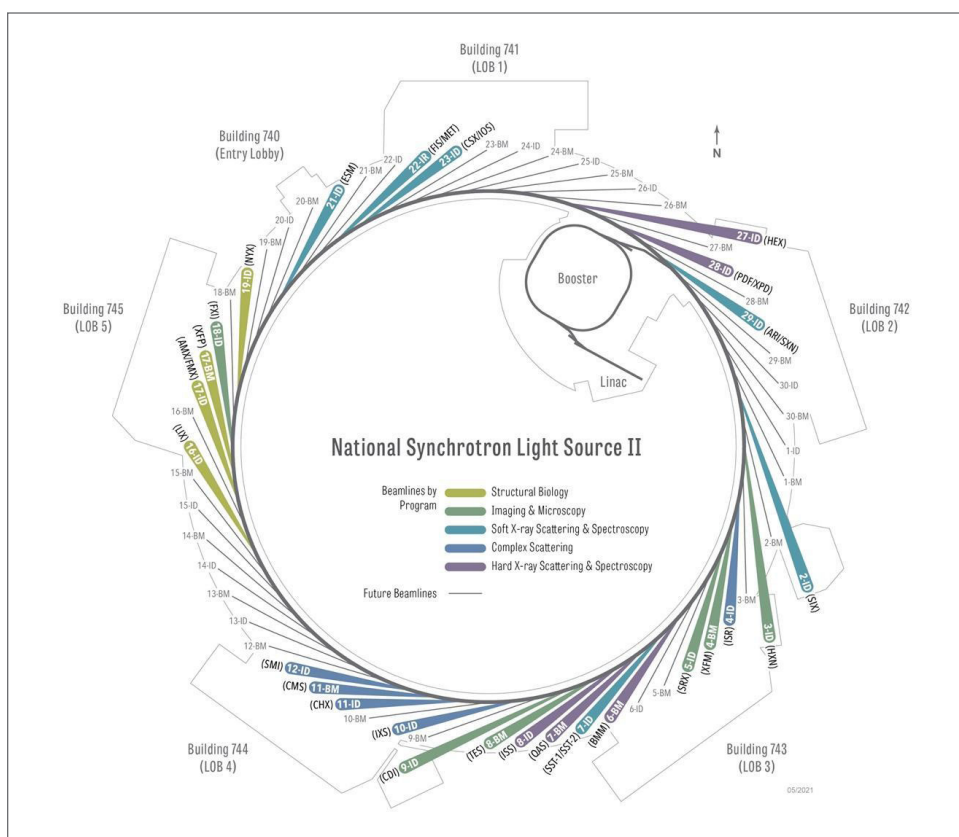 Building 741
(LOB 1)
Building 740
(Entry Lobby)
N
Building 745
(LOB 5)
Building 742
(LOB 2)
Building 744
(LOB 4)
Building 743
(LOB 3)
Booster
Linac
National Synchrotron Light Source II
Beamlines by
Program
Structural Biology
Imaging & Microscopy
Soft X-ray Scattering & Spectroscopy
Complex Scattering
Hard X-ray Scattering & Spectroscopy
Future Beamlines
22-IR (FIS/MET)
23-ID (CSX/IOS)
23-BM
24-ID
24-BM
25-ID
25-BM
26-ID
26-BM
27-ID (HEX)
27-BM
28-ID (PDF/XPD)
28-BM
29-ID (ARI/SXN)
29-BM
30-ID
30-BM
1-ID
1-BM
2-ID (SIX)
2-BM
3-ID (HXN)
3-BM
4-ID (ISR)
4-BM (XFM)
5-ID (SRX)
5-BM
6-ID
6-BM (BMM)
7-ID (SST-1/SST-2)
7-BM (QAS)
8-ID (ISS)
8-BM (TES)
9-ID (CDI)
9-BM
(IXS) 10-ID
10-BM
(CHX) 11-ID
(CMS) 11-BM
(SMI) 12-ID
12-BM
13-ID
13-BM
14-ID
14-BM
15-ID
15-BM
(LIX) 16-ID
16-BM
(AMX/FMX) 17-ID
(XFP) 17-BM
(FXI) 18-ID
18-BM
19-ID (NYX)
19-BM
20-ID
20-BM
21-ID (ESM)
21-BM
22-ID
05/2021